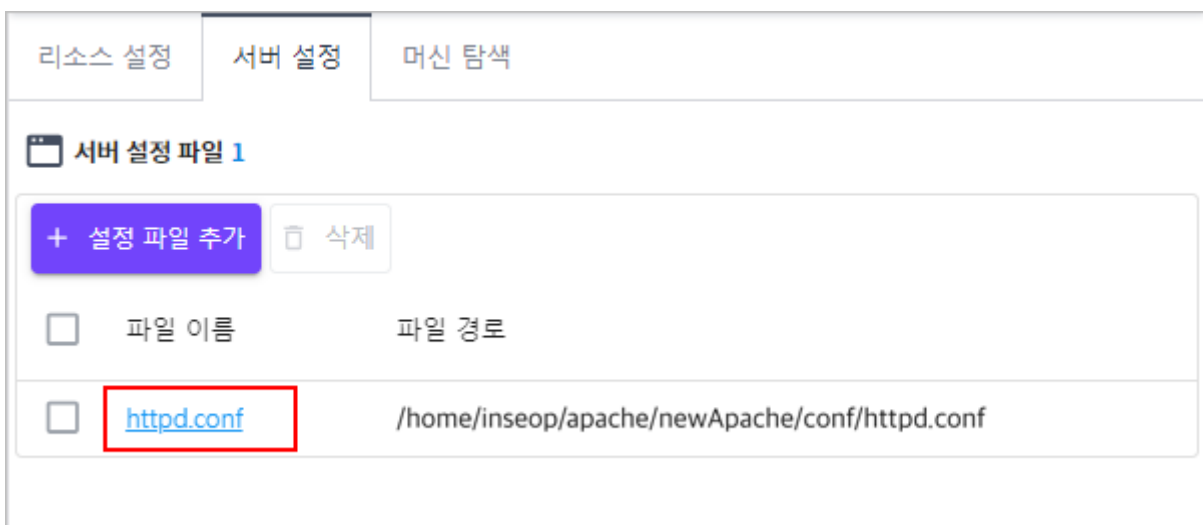 리소스 설정 서버 설정 머신 탐색
서버 설정 파일 1
+ 설정 파일 추가 삭제
파일 이름 파일 경로
httpd.conf /home/inseop/apache/newApache/conf/httpd.conf